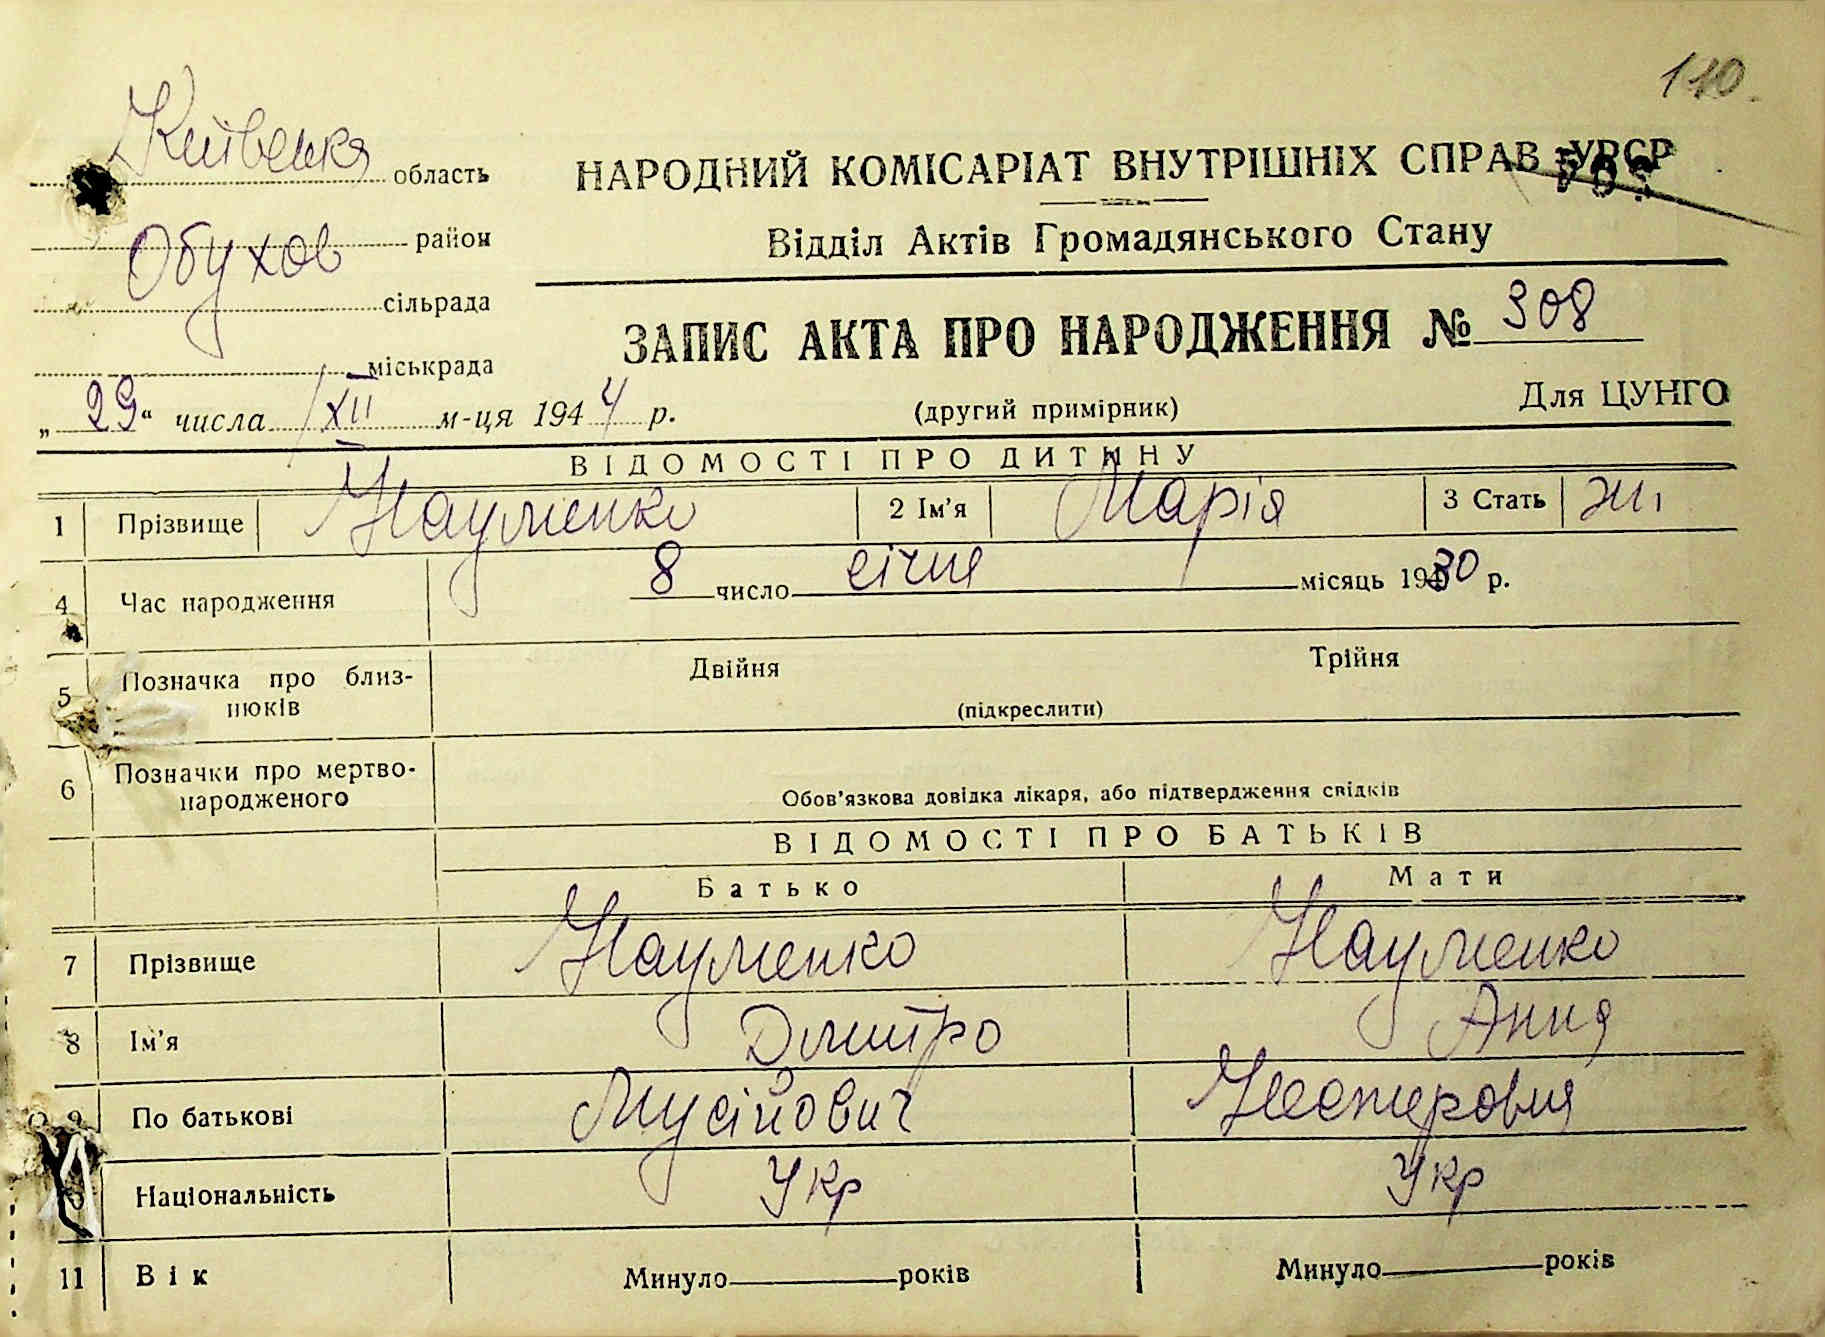 110.
Київська область
НАРОДНИЙ КОМІСАРІАТ ВНУТРІШНІХ СПРАВ УРСР
Обухов район
Відділ Актів Громадянського Стану
сільрада
ЗАПИС АКТА ПРО НАРОДЖЕННЯ № 308
міськрада
„29“ числа XII м-ця 1944 р.
(другий примірник)
Для ЦУНГО
ВІДОМОСТІ ПРО ДИТИНУ
1 Прізвище Науменко 2 Ім'я Марія 3 Стать жі
4 Час народження 8 число січня місяць 1930 р.
5 Позначка про близнюків Двійня Трійня
(підкреслити)
6 Позначки про мертвонародженого
Обов'язкова довідка лікаря, або підтвердження свідків
ВІДОМОСТІ ПРО БАТЬКІВ
Батько Мати
7 Прізвище Науменко Науменко
8 Ім'я Дмитро Анна
9 По батькові Мусійович Нестеровна
Національність Укр Укр
11 Вік Минуло років Минуло років